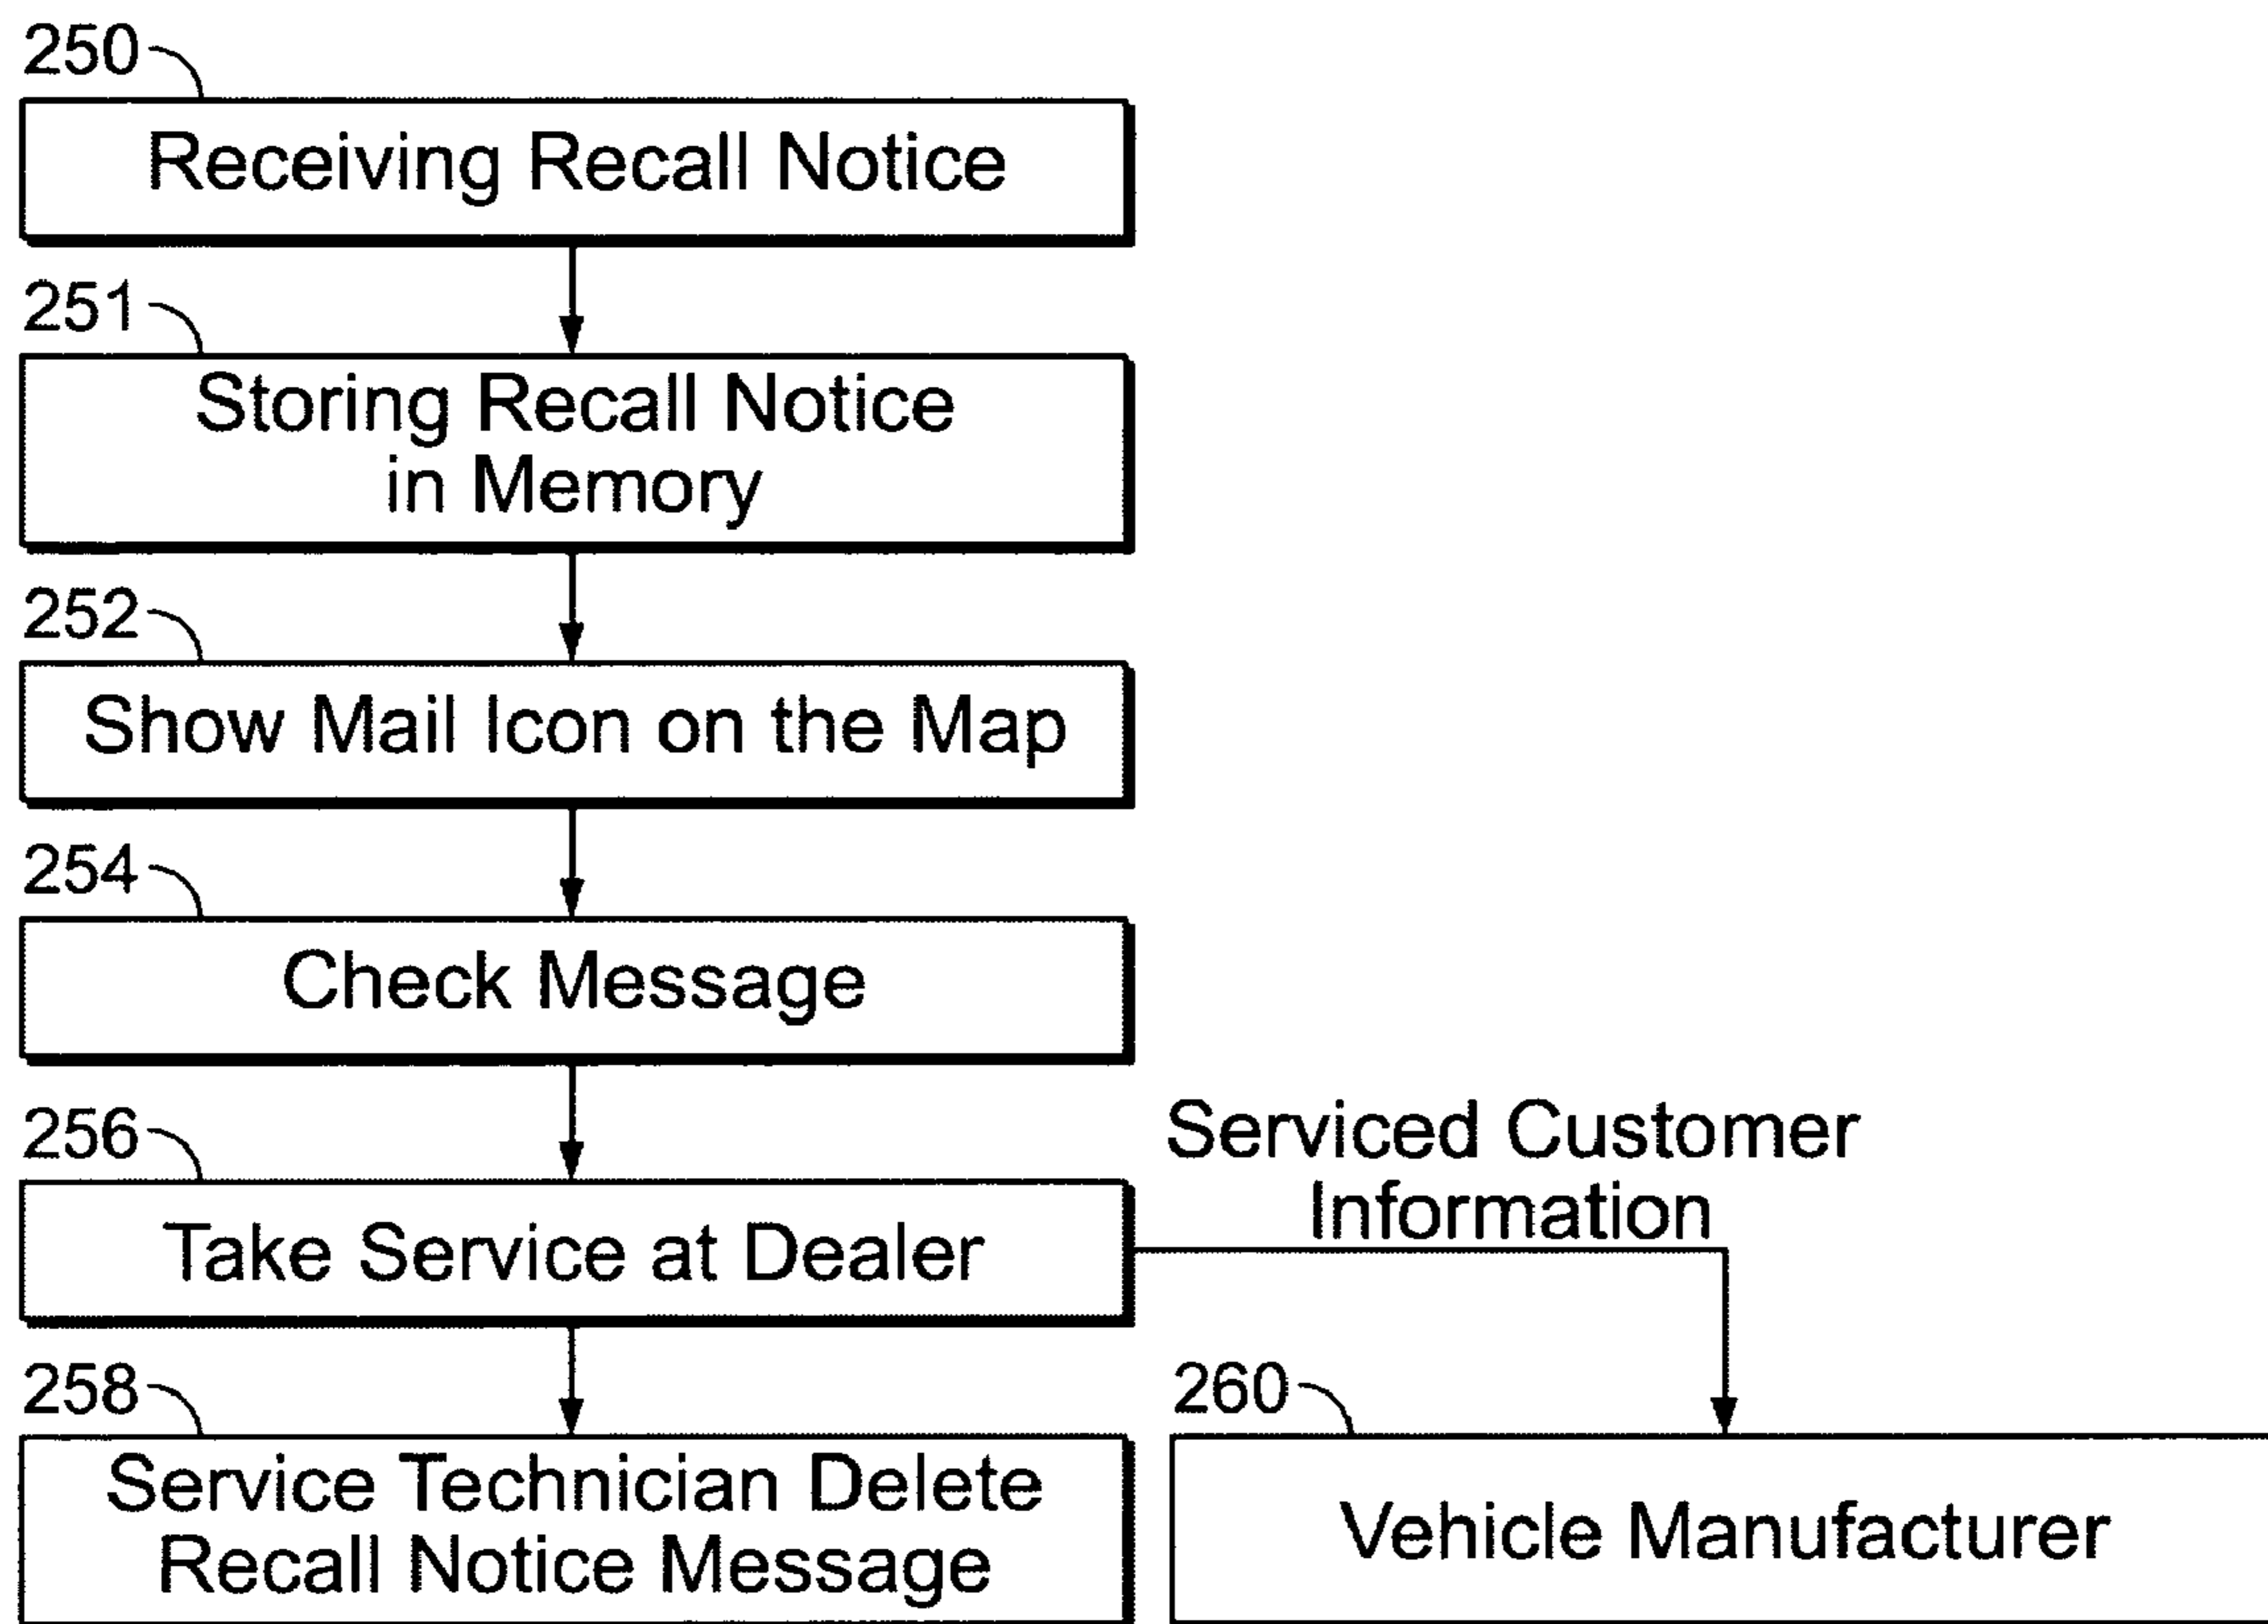 250
Receiving Recall Notice
251
Storing Recall Notice
in Memory
252
Show Mail Icon on the Map
254
Check Message
256
Take Service at Dealer
Serviced Customer
Information
258
Service Technician Delete
Recall Notice Message
260
Vehicle Manufacturer